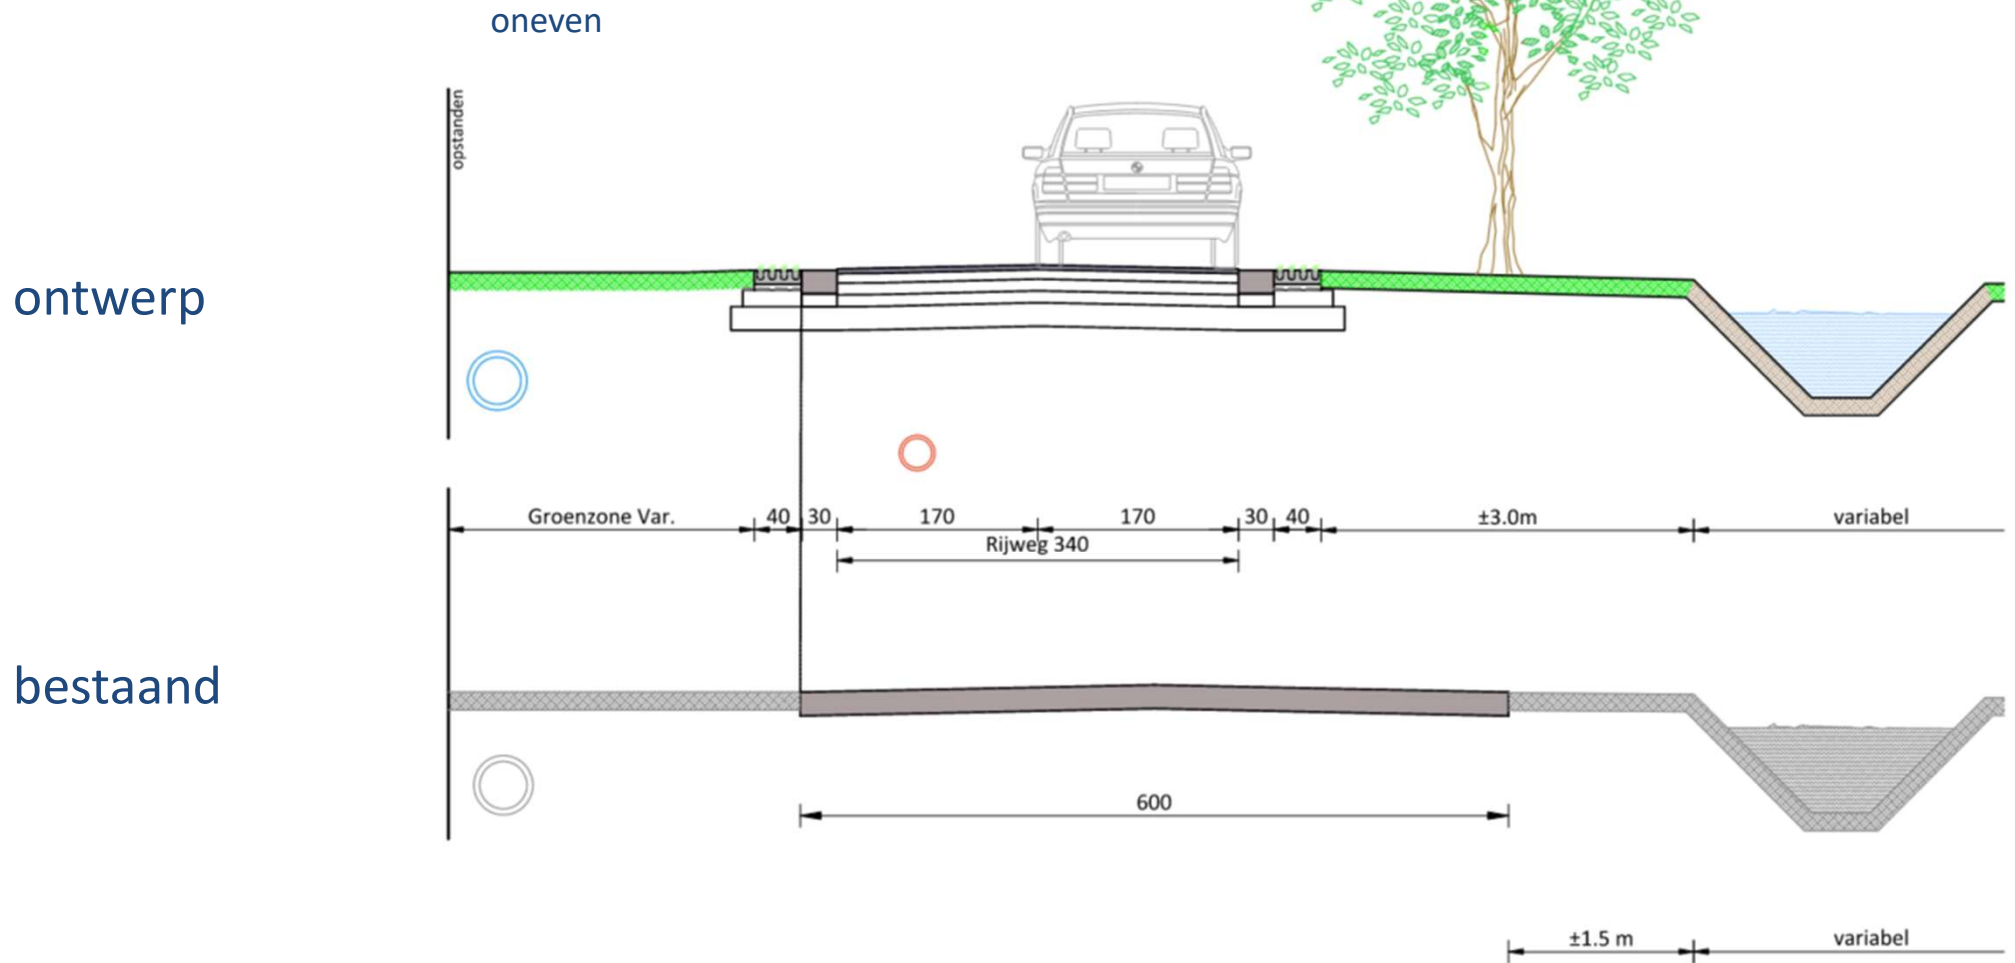 oneven
opstanden
ontwerp
Groenzone Var. 40 30 170 170 30 40 ±3.0m variabel
Rijweg 340
bestaand
600
±1.5 m variabel